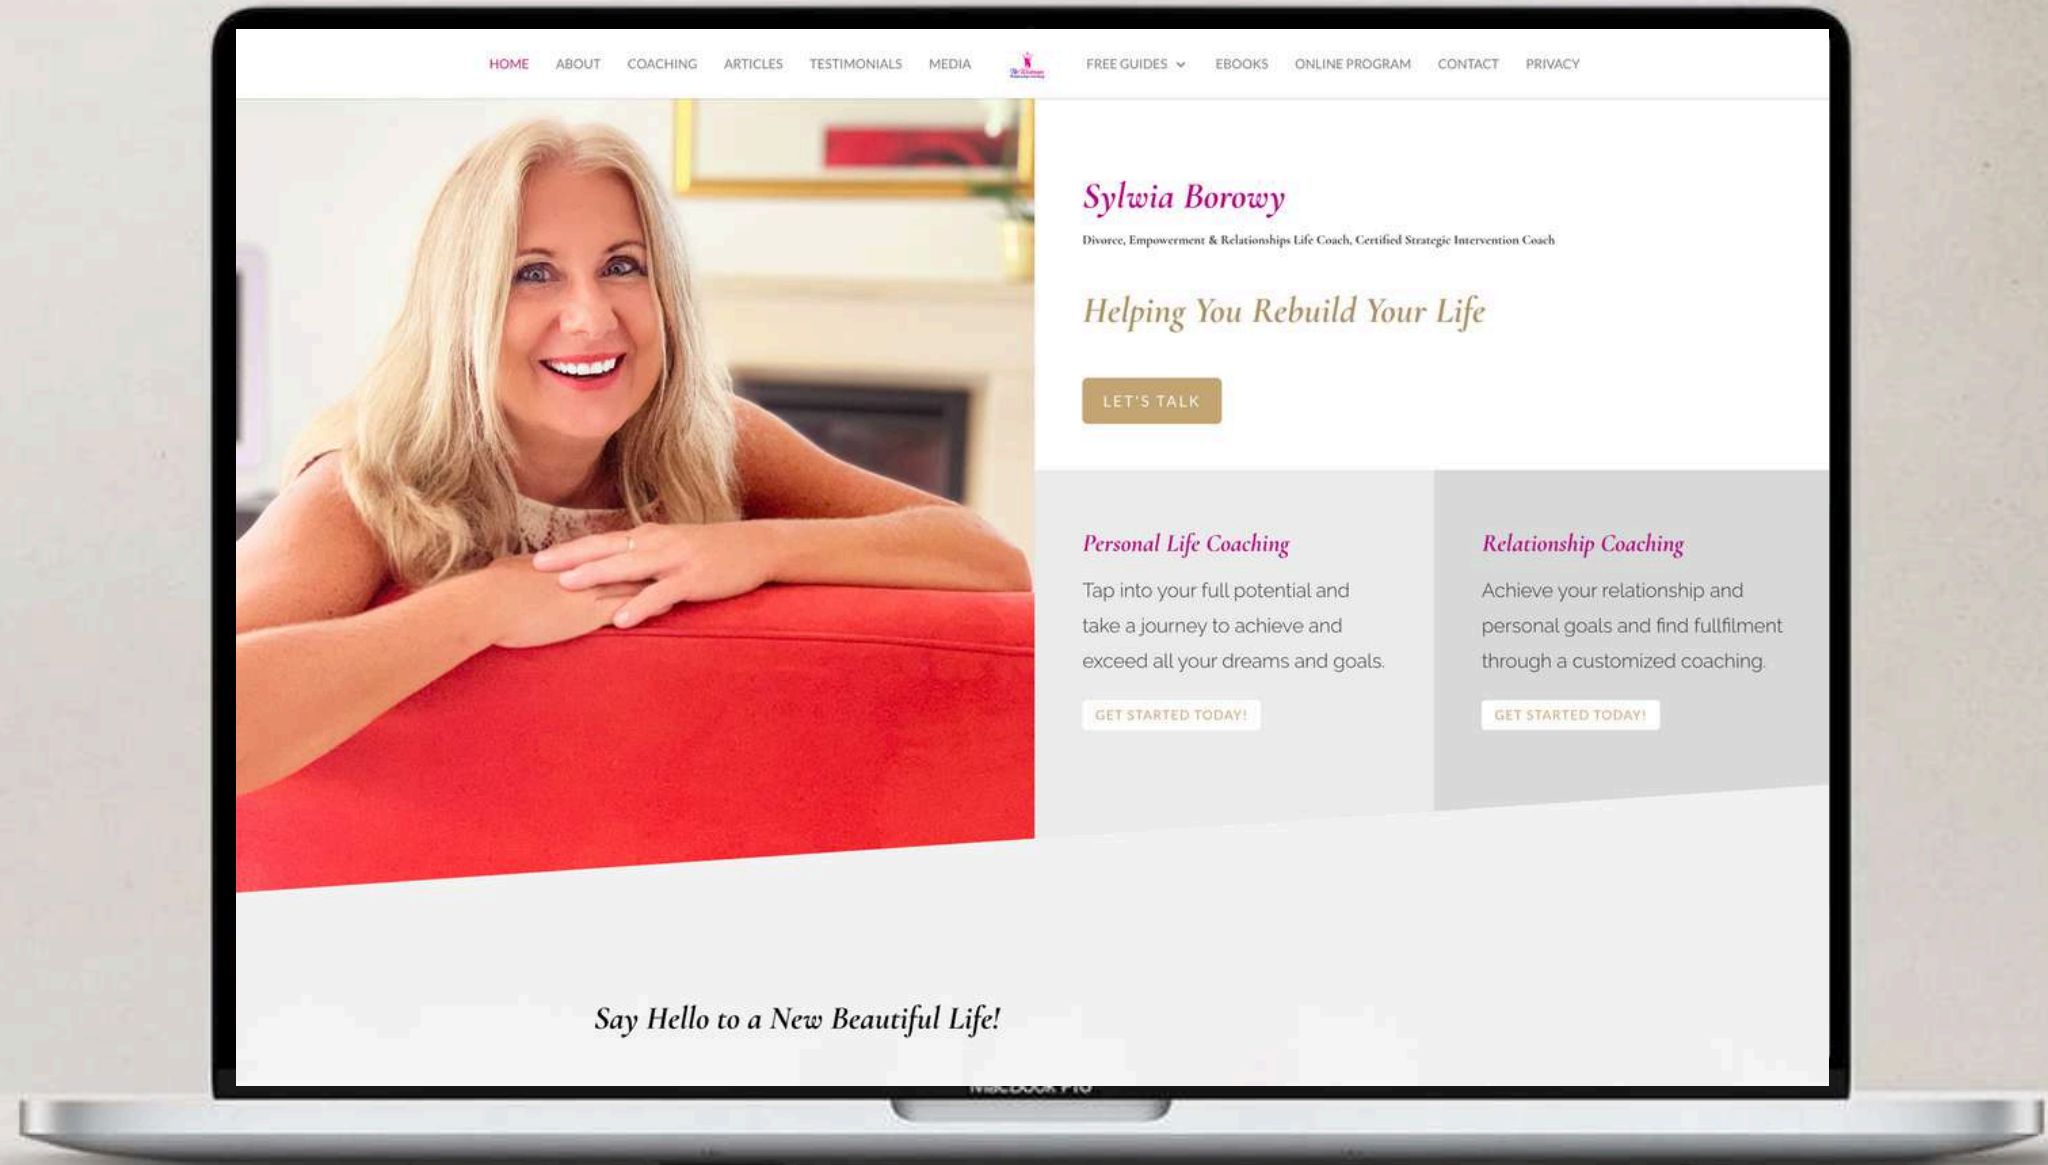 HOME ABOUT COACHING ARTICLES TESTIMONIALS MEDIA FREE GUIDES EBOOKS ONLINE PROGRAM CONTACT PRIVACY
Sylwia Borowy
Divorce, Empowerment & Relationships Life Coach, Certified Strategic Intervention Coach
Helping You Rebuild Your Life
LET'S TALK
Personal Life Coaching
Tap into your full potential and
take a journey to achieve and
exceed all your dreams and goals.
GET STARTED TODAY!
Relationship Coaching
Achieve your relationship and
personal goals and find fullfilment
through a customized coaching.
GET STARTED TODAY!
Say Hello to a New Beautiful Life!
MacBook Pro